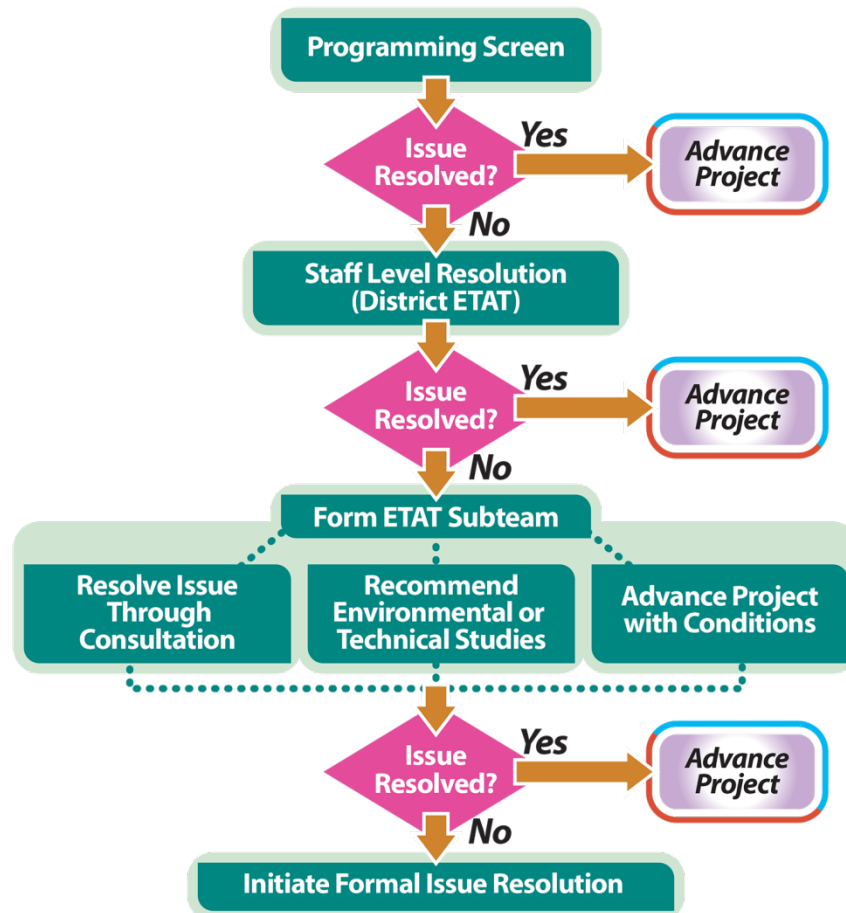 Programming Screen
Issue
Resolved?
Yes
Advance
Project
No
Staff Level Resolution
(District ETAT)
Issue
Resolved?
Yes
Advance
Project
No
Form ETAT Subteam
Resolve Issue
Through
Consultation
Recommend
Environmental or
Technical Studies
Advance Project
with Conditions
Issue
Resolved?
Yes
Advance
Project
No
Initiate Formal Issue Resolution